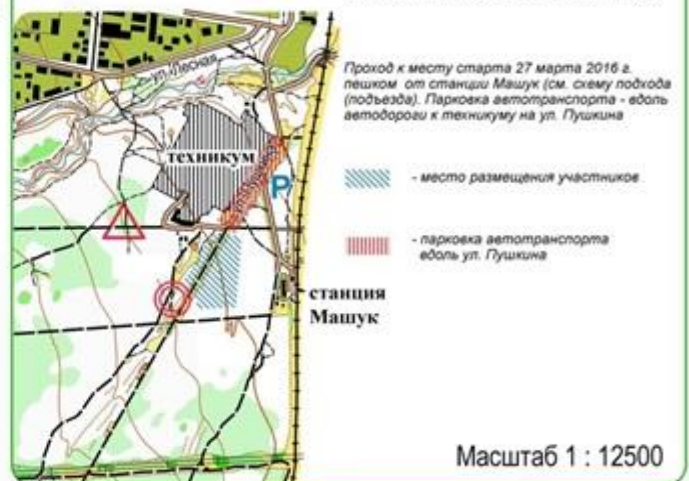 ул. Лесная
техникум
P
станция
Машук
Проход к месту старта 27 марта 2016 г.
пешком от станции Машук (см. схему подхода
(подъезда). Парковка автотранспорта - вдоль
автодороги к техникуму на ул. Пушкина
- место размещения участников
- парковка автотранспорта
вдоль ул. Пушкина
Масштаб 1 : 12500